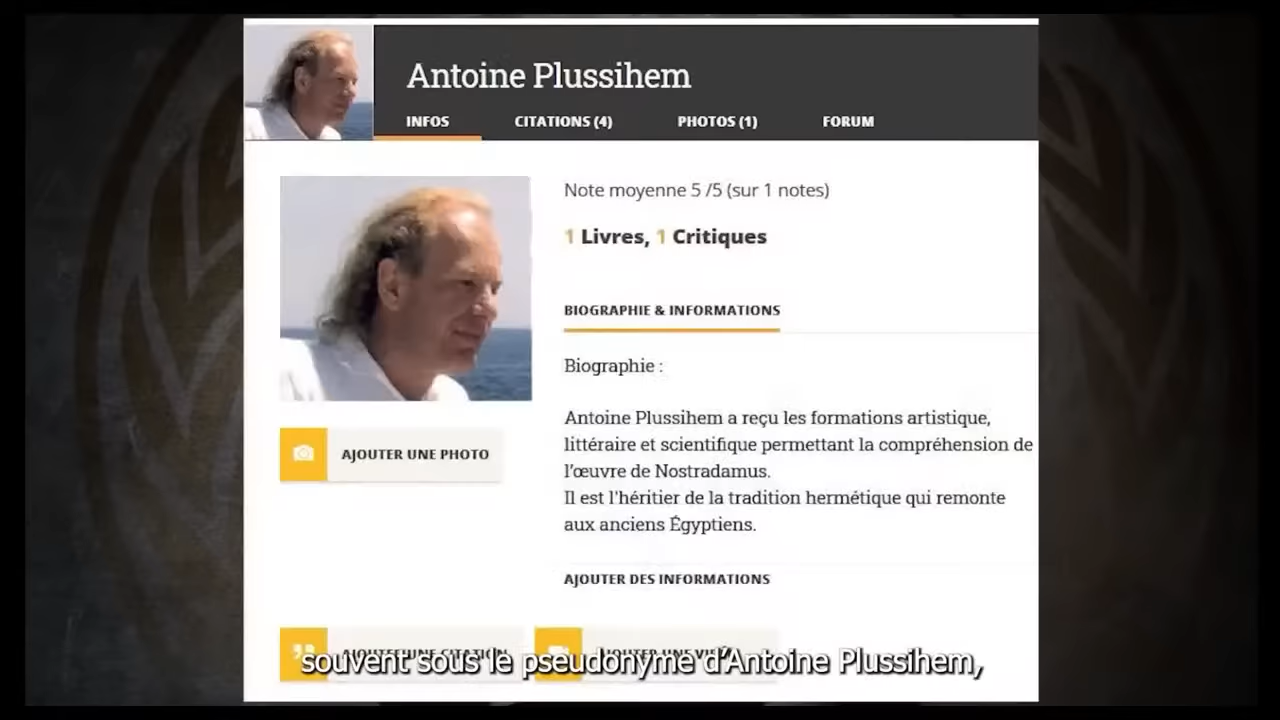 Antoine Plussihem
INFOS CITATIONS (4) PHOTOS (1) FORUM
Note moyenne 5 /5 (sur 1 notes)
1 Livres, 1 Critiques
BIOGRAPHIE & INFORMATIONS
Biographie :
Antoine Plussihem a reçu les formations artistique,
littéraire et scientifique permettant la compréhension de
l'œuvre de Nostradamus.
Il est l'héritier de la tradition hermétique qui remonte
aux anciens Égyptiens.
AJOUTER UNE PHOTO
AJOUTER DES INFORMATIONS
AJOUTER UNE CITATION
souvent sous le pseudonyme d'Antoine Plussihem,